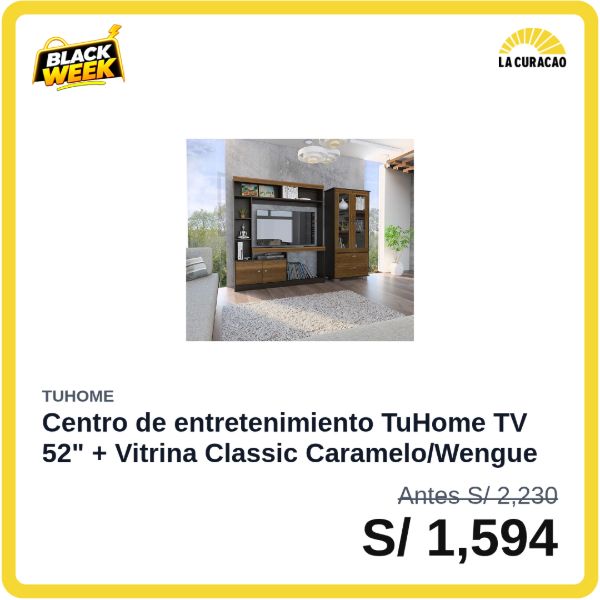 BLACK
WEEK
LA CURACAO
TUHOME
Centro de entretenimiento TuHome TV
52" + Vitrina Classic Caramelo/Wengue
Antes S/ 2,230
S/ 1,594